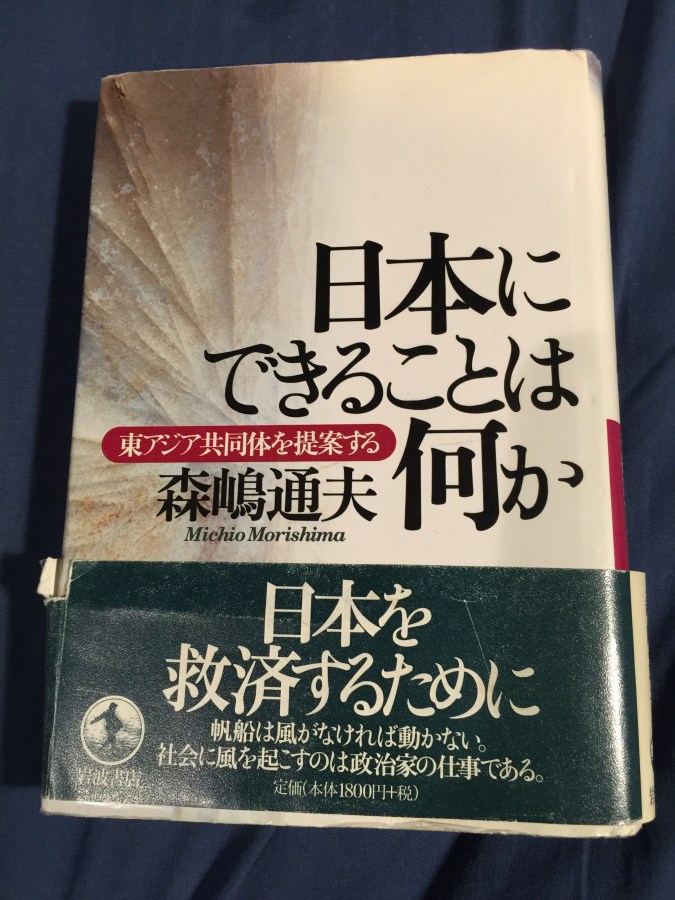 日本に
できることは
何か
東アジア共同体を提案する
森嶋通夫
Michio Morishima
日本を
救済するために
帆船は風がなければ動かない。
社会に風を起こすのは政治家の仕事である。
定価(本体1800円+税)
岩波書店